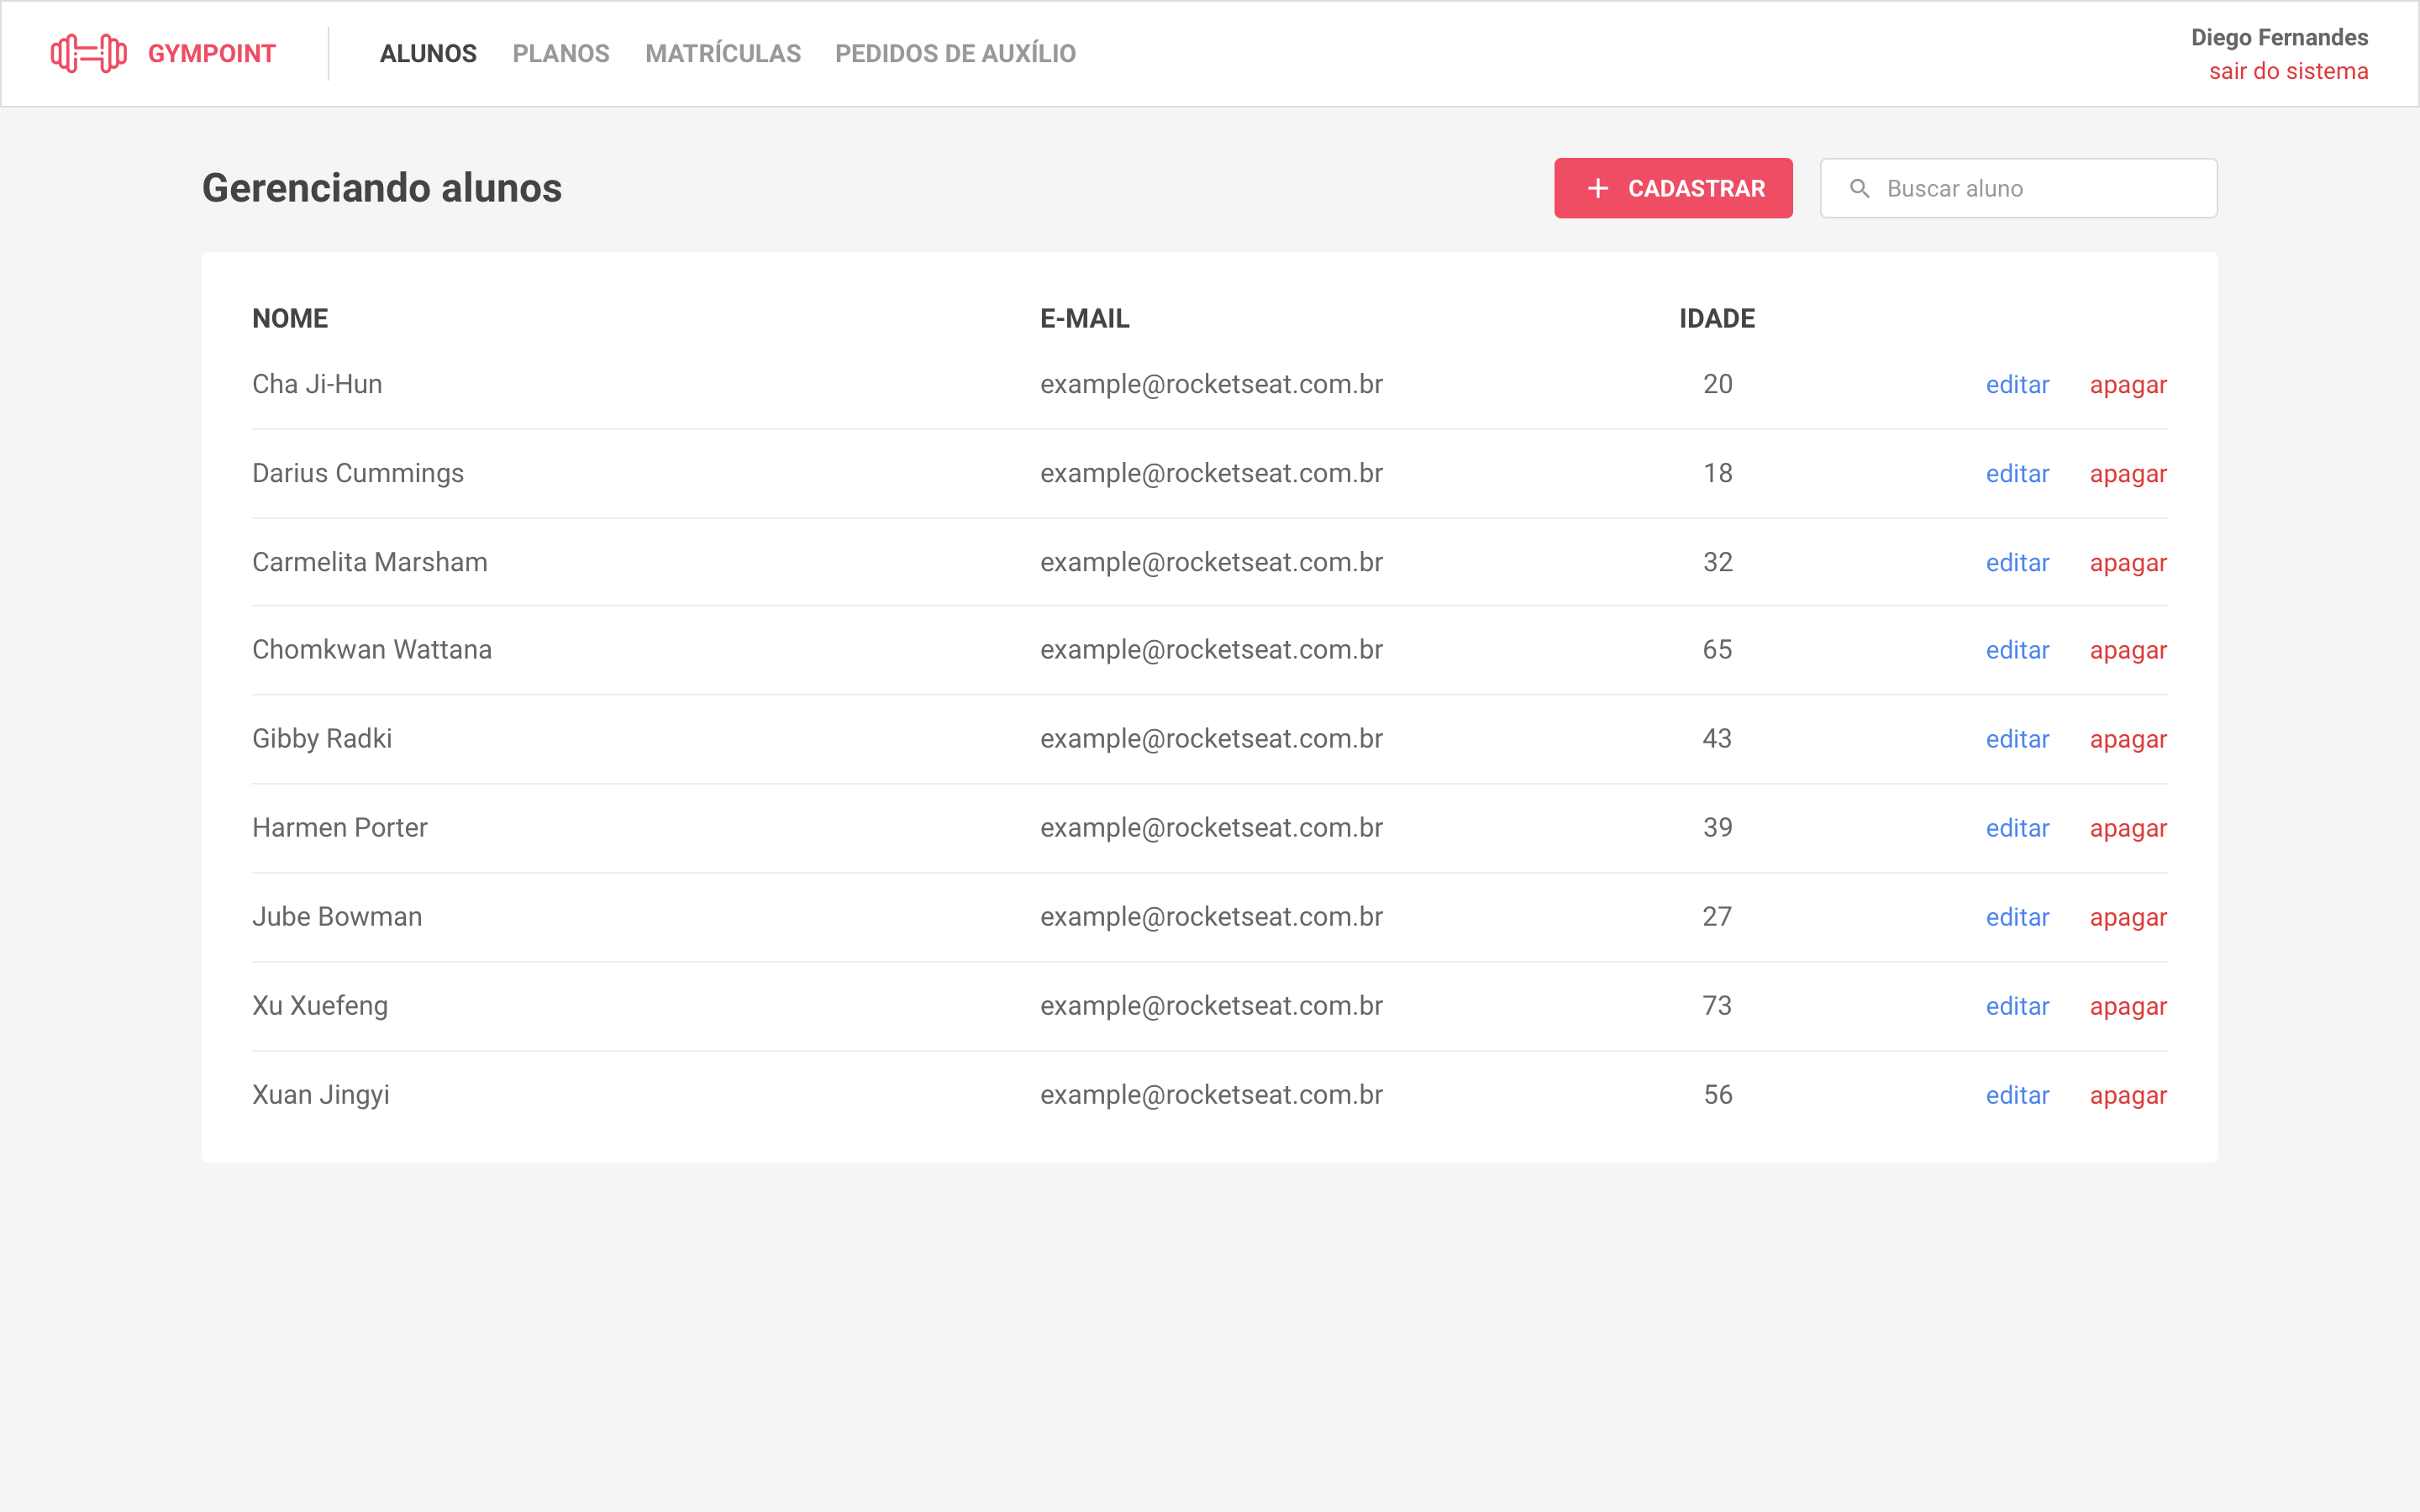 GYMPOINT ALUNOS PLANOS MATRÍCULAS PEDIDOS DE AUXÍLIO
Diego Fernandes
sair do sistema
Gerenciando alunos
CADASTRAR
Buscar aluno
NOME E-MAIL IDADE
Cha Ji-Hun example@rocketseat.com.br 20 editar apagar
Darius Cummings example@rocketseat.com.br 18 editar apagar
Carmelita Marsham example@rocketseat.com.br 32 editar apagar
Chomkwan Wattana example@rocketseat.com.br 65 editar apagar
Gibby Radki example@rocketseat.com.br 43 editar apagar
Harmen Porter example@rocketseat.com.br 39 editar apagar
Jube Bowman example@rocketseat.com.br 27 editar apagar
Xu Xuefeng example@rocketseat.com.br 73 editar apagar
Xuan Jingyi example@rocketseat.com.br 56 editar apagar